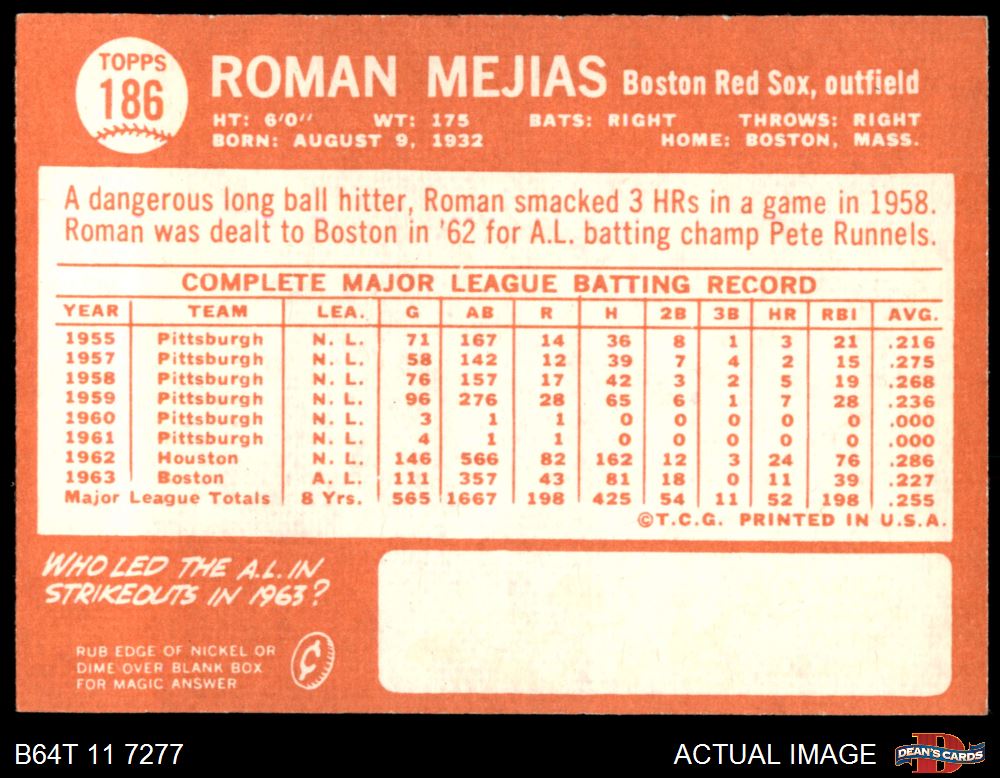 TOPPS
186
ROMAN MEJIAS Boston Red Sox, outfield
HT: 6'0" WT: 175 BATS: RIGHT THROWS: RIGHT
BORN: AUGUST 9, 1932 HOME: BOSTON, MASS.
A dangerous long ball hitter, Roman smacked 3 HRs in a game in 1958.
Roman was dealt to Boston in '62 for A.L. batting champ Pete Runnels.
COMPLETE MAJOR LEAGUE BATTING RECORD
YEAR TEAM LEA. G AB R H 2B 3B HR RBI AVG.
1955 Pittsburgh N. L. 71 167 14 36 8 1 3 21 .216
1957 Pittsburgh N. L. 58 142 12 39 7 4 2 15 .275
1958 Pittsburgh N. L. 76 157 17 42 3 2 5 19 .268
1959 Pittsburgh N. L. 96 276 28 65 6 1 7 28 .236
1960 Pittsburgh N. L. 3 1 1 0 0 0 0 0 .000
1961 Pittsburgh N. L. 4 1 1 0 0 0 0 0 .000
1962 Houston N. L. 146 566 82 162 12 3 24 76 .286
1963 Boston A. L. 111 357 43 81 18 0 11 39 .227
Major League Totals 8 Yrs. 565 1667 198 425 54 11 52 198 .255
©T.C.G. PRINTED IN U.S.A.
WHO LED THE A.L. IN
STRIKEOUTS IN 1963?
RUB EDGE OF NICKEL OR
DIME OVER BLANK BOX
FOR MAGIC ANSWER
¢
B64T 11 7277
ACTUAL IMAGE
D
DEAN'S CARDS